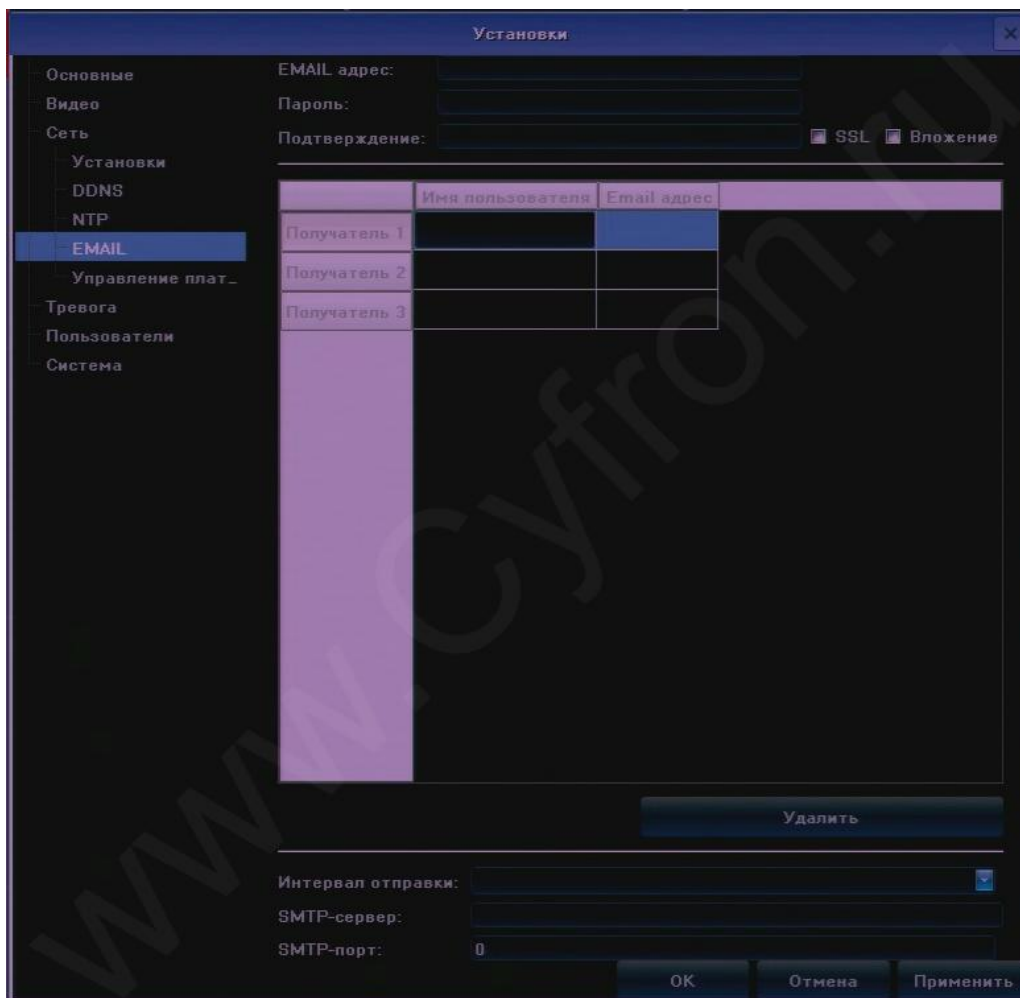 Установки
Основные
Видео
Сеть
Установки
DDNS
NTP
EMAIL
Управление плат_
Тревога
Пользователи
Система
EMAIL адрес:
Пароль:
Подтверждение:
SSL
Вложение
Имя пользователя Email адрес
Получатель 1
Получатель 2
Получатель 3
Удалить
Интервал отправки:
SMTP-сервер:
SMTP-порт: 0
OK Отмена Применить
www.Cyfron.ru